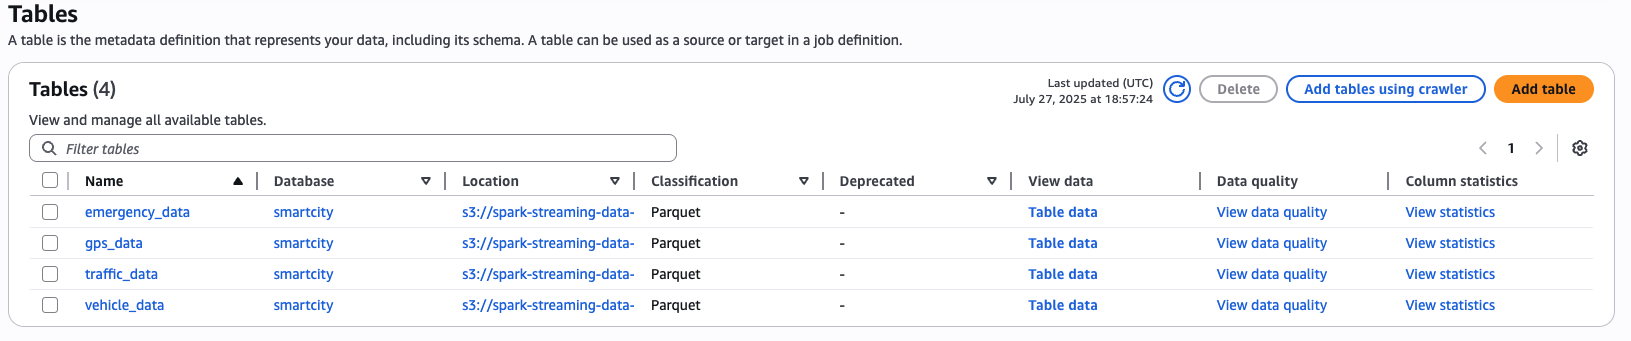 Tables
A table is the metadata definition that represents your data, including its schema. A table can be used as a source or target in a job definition.
Tables (4)
Last updated (UTC)
July 27, 2025 at 18:57:24
Delete
Add tables using crawler
Add table
View and manage all available tables.
Filter tables
1
Name Database Location Classification Deprecated View data Data quality Column statistics
emergency_data smartcity s3://spark-streaming-data- Parquet - Table data View data quality View statistics
gps_data smartcity s3://spark-streaming-data- Parquet - Table data View data quality View statistics
traffic_data smartcity s3://spark-streaming-data- Parquet - Table data View data quality View statistics
vehicle_data smartcity s3://spark-streaming-data- Parquet - Table data View data quality View statistics